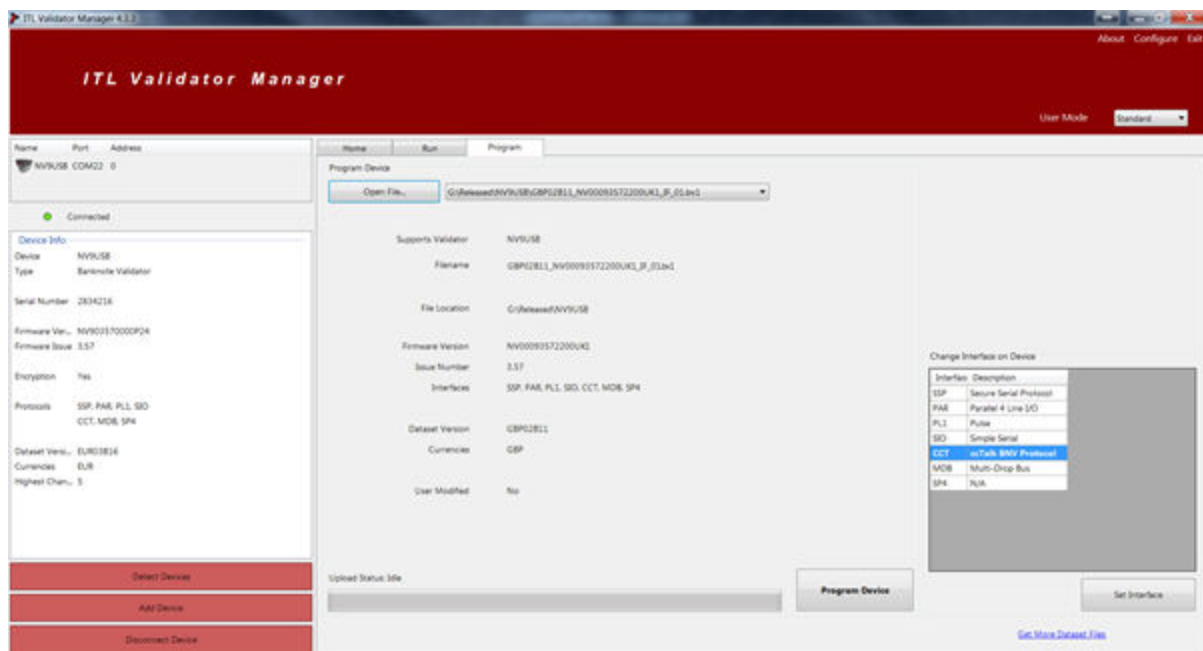 ITL Validator Manager 4.3.3
About Configure Exit
ITL Validator Manager
User Mode Standard
Name Port Address
NV9USB COM22 0
Connected
Device Info
Device NV9USB
Type Banknote Validator
Serial Number 2834216
Firmware Ver...
Firmware Issue 3.57
Encryption Yes
Protocols SSP, PAR, PL1, SIO
CCT, MDB, SP4
Dataset Versi... EUR03816
Currencies EUR
Highest Chan... 5
Detect Devices
Add Device
Disconnect Device
Home Run Program
Program Device
Open File...
Supports Validator NV9USB
Filename
File Location G:\Released\NV9USB
Firmware Version
Issue Number 3.57
Interfaces SSP, PAR, PL1, SIO, CCT, MDB, SP4
Dataset Version GBP02811
Currencies GBP
User Modified No
Upload Status: Idle
Program Device
Change Interface on Device
Interfac Description
SSP Secure Serial Protocol
PAR Parallel 4 Line I/O
PL1 Pulse
SIO Simple Serial
CCT ccTalk BNV Protocol
MDB Multi-Drop Bus
SP4 N/A
Set Interface
Get More Dataset Files